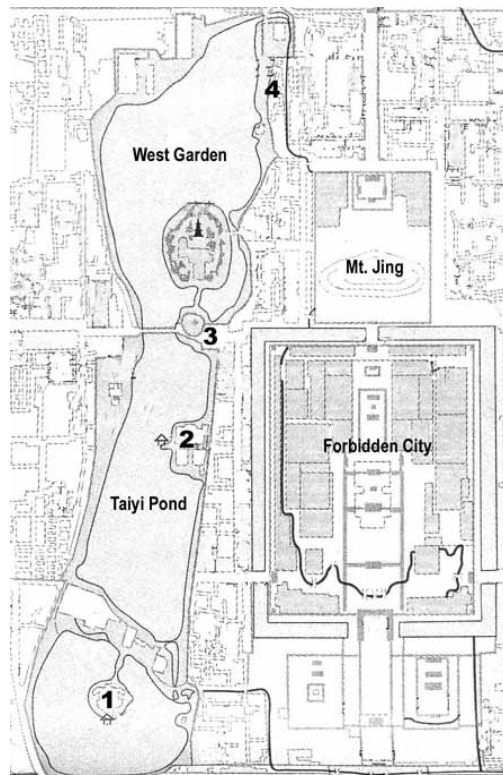 4
West Garden
Mt. Jing
3
2
Forbidden City
Taiyi Pond
1